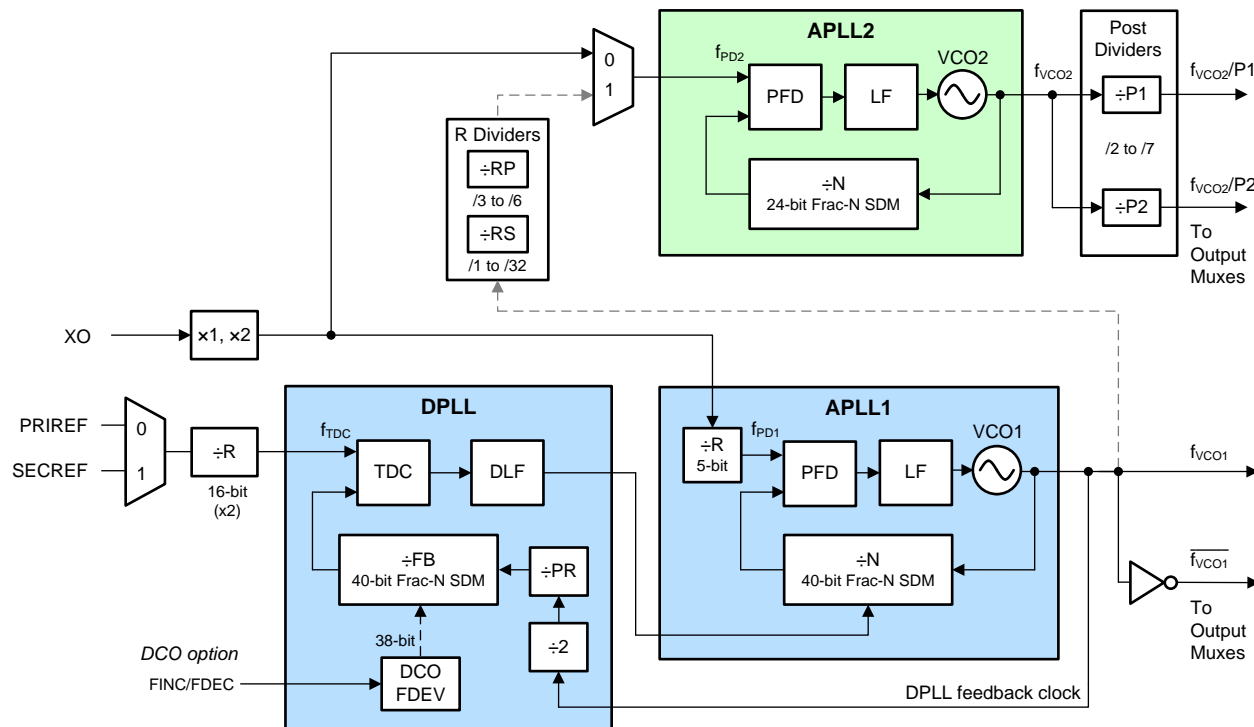 APLL2
Post
Dividers
0
1
fPD2
VCO2
fVCO2
fVCO2/P1
PFD
LF
÷P1
R Dividers
÷RP
/3 to /6
/2 to /7
÷N
24-bit Frac-N SDM
fVCO2/P2
÷P2
÷RS
/1 to /32
To
Output
Muxes
XO
×1, ×2
DPLL
APLL1
PRIREF
0
SECREF
1
÷R
16-bit
(x2)
fTDC
TDC
DLF
÷R
5-bit
fPD1
VCO1
PFD
LF
fVCO1
÷FB
40-bit Frac-N SDM
÷PR
÷N
40-bit Frac-N SDM
fVCO1
To
Output
Muxes
38-bit
÷2
DCO option
FINC/FDEC
DCO
FDEV
DPLL feedback clock